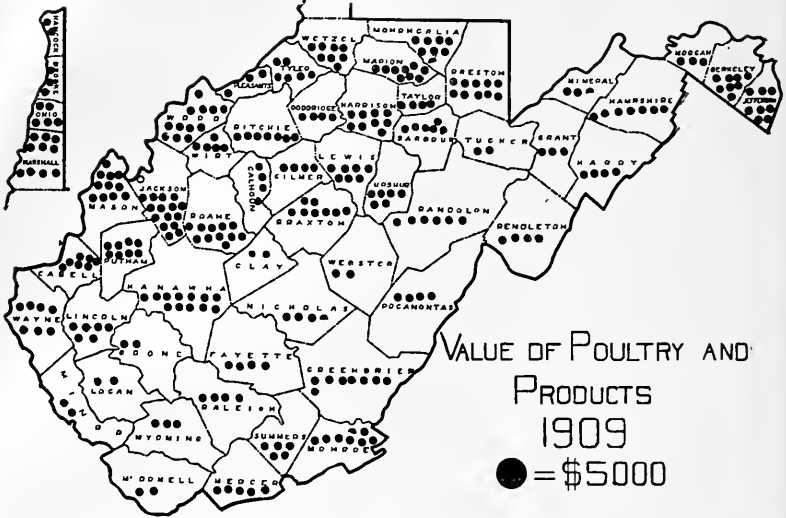 HANCOCK
BROOKE
OHIO
MARSHALL
WETZEL
MONONGALIA
MARION
PRESTON
TYLER
PLEASANTS
TAYLOR
DODDRIDGE
HARRISON
WOOD
RITCHIE
BARBOUR
TUCKER
MINERAL
HAMPSHIRE
MORGAN
BERKELEY
JEFFERSON
GRANT
HARDY
WIRT
CALHOUN
GILMER
LEWIS
UPSHUR
RANDOLPH
PENDLETON
MASON
JACKSON
ROANE
BRAXTON
CLAY
WEBSTER
POCAHONTAS
PUTNAM
CABELL
KANAWHA
NICHOLAS
WAYNE
LINCOLN
BOONE
FAYETTE
GREENBRIER
MINGO
LOGAN
RALEIGH
WYOMING
SUMMERS
MONROE
McDOWELL
MERCER
VALUE OF POULTRY AND
PRODUCTS
1909
=$5000